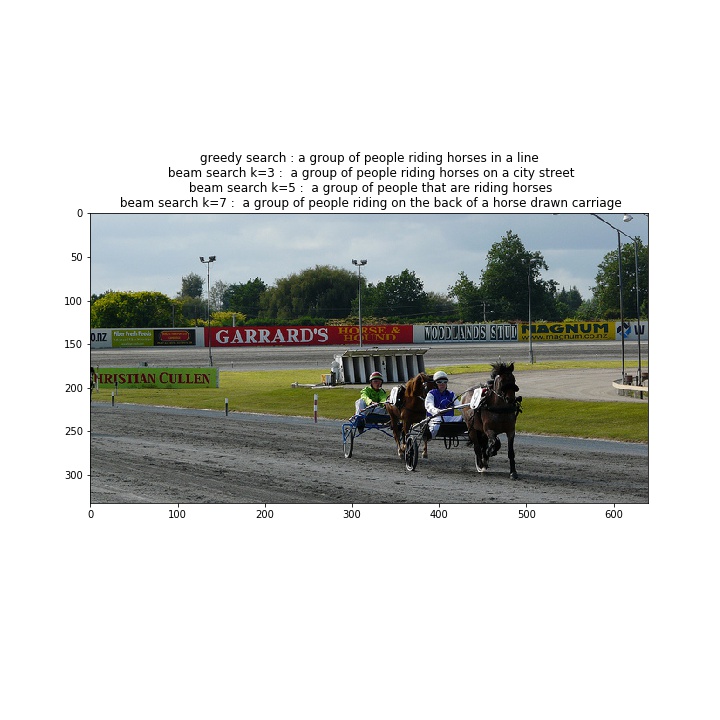 greedy search : a group of people riding horses in a line
beam search k=3 :  a group of people riding horses on a city street
beam search k=5 :  a group of people that are riding horses
beam search k=7 :  a group of people riding on the back of a horse drawn carriage
0
50
100
150
200
250
300
.nz
GARRARD'S
HORSE & HOUND
WOODLANDS STUD
MAGNUM
www.magnum.co.nz
W
CHRISTIAN CULLEN
0
100
200
300
400
500
600